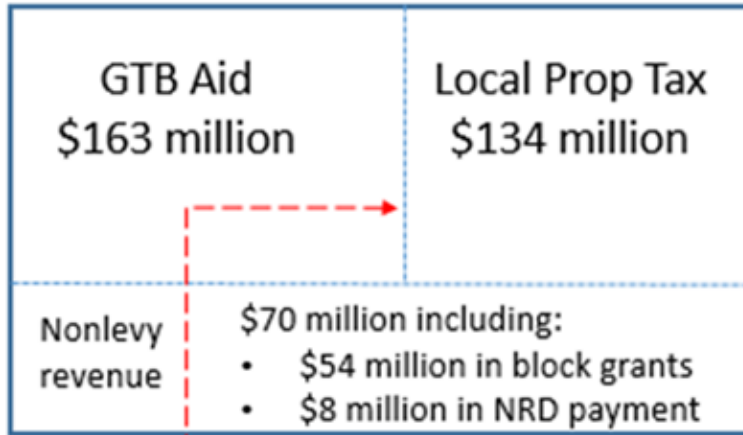 GTB Aid
$163 million
Local Prop Tax
$134 million
Nonlevy
revenue
$70 million including:
• $54 million in block grants
• $8 million in NRD payment